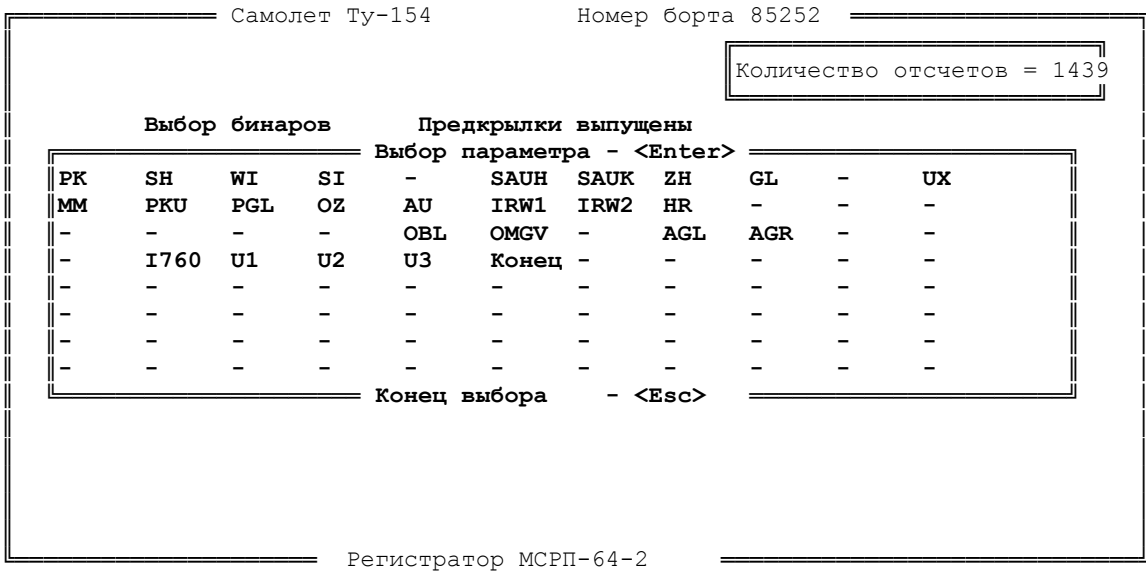 Самолет Ту-154 Номер борта 85252
Количество отсчетов = 1439
Выбор бинаров Предкрылки выпущены
Выбор параметра - <Enter>
PK SH WI SI - SAUH SAUK ZH GL - UX
MM PKU PGL OZ AU IRW1 IRW2 HR - - -
- - - - OBL OMGV - AGL AGR - -
- I760 U1 U2 U3 Конец - - - - -
- - - - - - - - - - -
- - - - - - - - - - -
- - - - - - - - - - -
- - - - - - - - - - -
Конец выбора - <Esc>
Регистратор МСРП-64-2